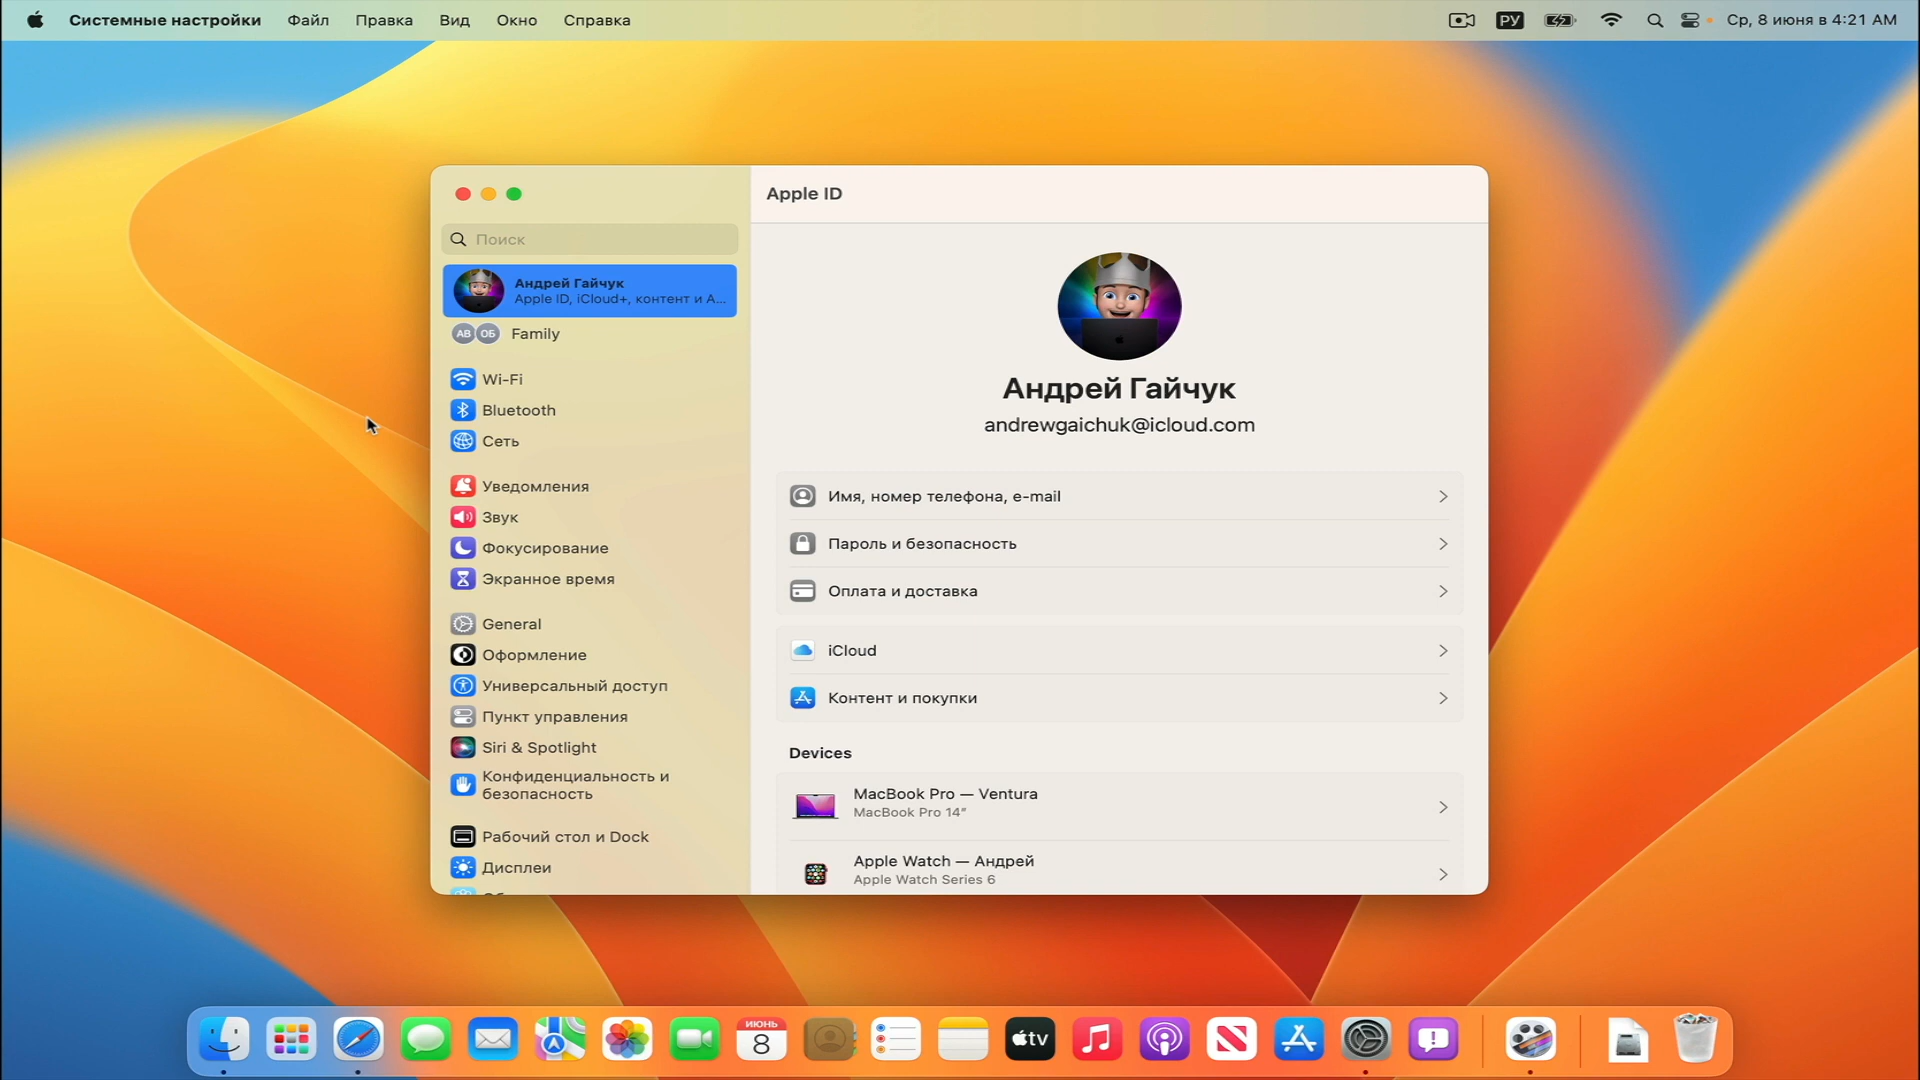 Системные настройки Файл Правка Вид Окно Справка РУ Ср, 8 июня в 4:21 AM
Apple ID
Поиск
Андрей Гайчук
Apple ID, iCloud+, контент и А...
АВ ОБ Family
Wi-Fi
Bluetooth
Сеть
Уведомления
Звук
Фокусирование
Экранное время
General
Оформление
Универсальный доступ
Пункт управления
Siri & Spotlight
Конфиденциальность и
безопасность
Рабочий стол и Dock
Дисплеи
Андрей Гайчук
andrewgaichuk@icloud.com
Имя, номер телефона, e-mail
Пароль и безопасность
Оплата и доставка
iCloud
Контент и покупки
Devices
MacBook Pro — Ventura
MacBook Pro 14″
Apple Watch — Андрей
Apple Watch Series 6
ИЮНЬ
8
tv